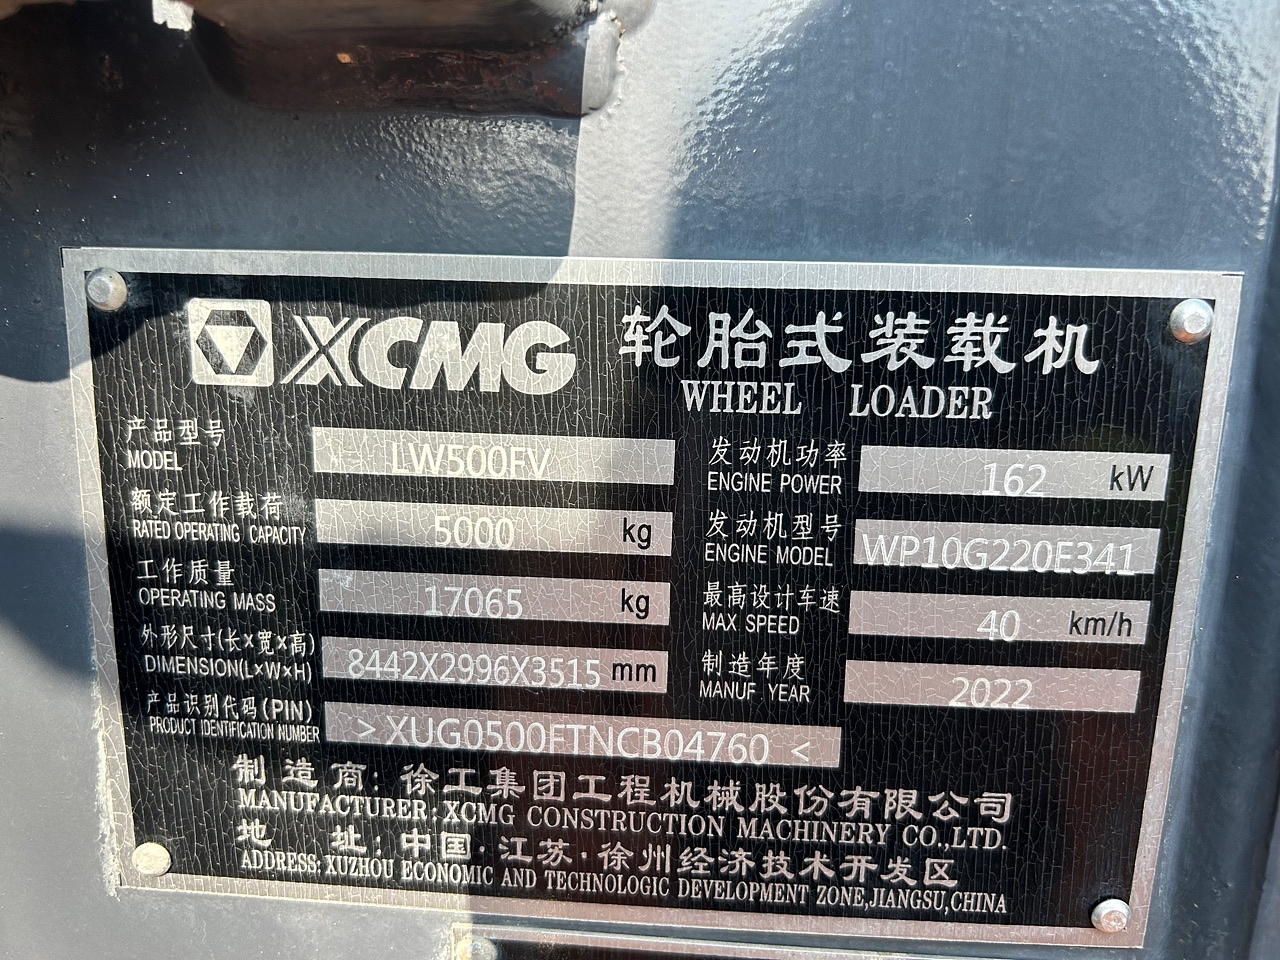 XCMG 轮胎式装载机
WHEEL LOADER
产品型号
MODEL
LW500FV
发动机功率
ENGINE POWER
162 kW
额定工作载荷
RATED OPERATING CAPACITY
5000 kg
发动机型号
ENGINE MODEL
WP10G220E341
工作质量
OPERATING MASS
17065 kg
最高设计车速
MAX SPEED
40 km/h
外形尺寸(长×宽×高)
DIMENSION(L×W×H)
8442X2996X3515 mm
制造年度
MANUF YEAR
2022
产品识别代码(PIN)
PRODUCT IDENTIFICATION NUMBER
>XUG0500FTNCB04760 <
制造商:徐工集团工程机械股份有限公司
MANUFACTURER:XCMG CONSTRUCTION MACHINERY CO.,LTD.
地 址:中国·江苏·徐州经济技术开发区
ADDRESS:XUZHOU ECONOMIC AND TECHNOLOGIC DEVELOPMENT ZONE,JIANGSU,CHINA